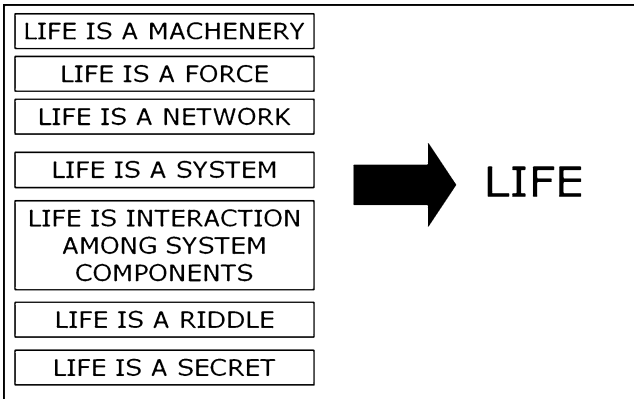 LIFE IS A MACHENERY
LIFE IS A FORCE
LIFE IS A NETWORK
LIFE IS A SYSTEM
LIFE IS INTERACTION
AMONG SYSTEM
COMPONENTS
LIFE IS A RIDDLE
LIFE IS A SECRET
LIFE